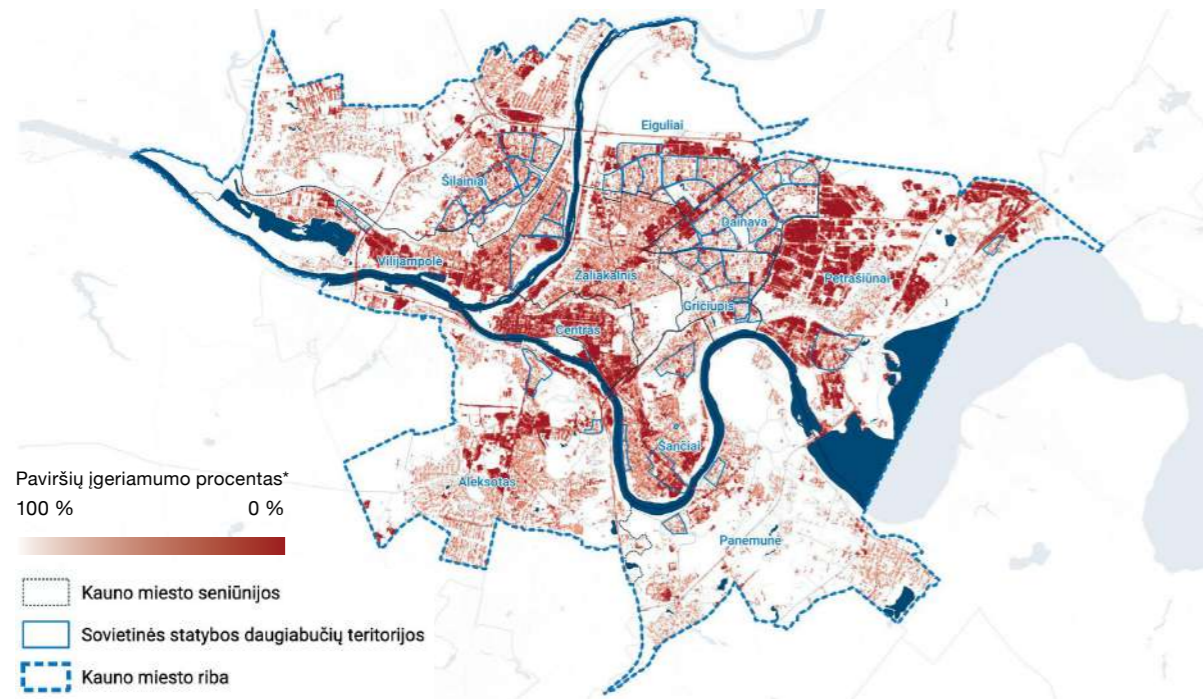 Eiguliai
Šilainiai
Dainava
Vilijampolė
Žaliakalnis
Petrašiūnai
Gričiupis
Centras
Šančiai
Aleksotas
Panemunė
Paviršių įgeriamumo procentas*
100 % 0 %
Kauno miesto seniūnijos
Sovietinės statybos daugiabučių teritorijos
Kauno miesto riba